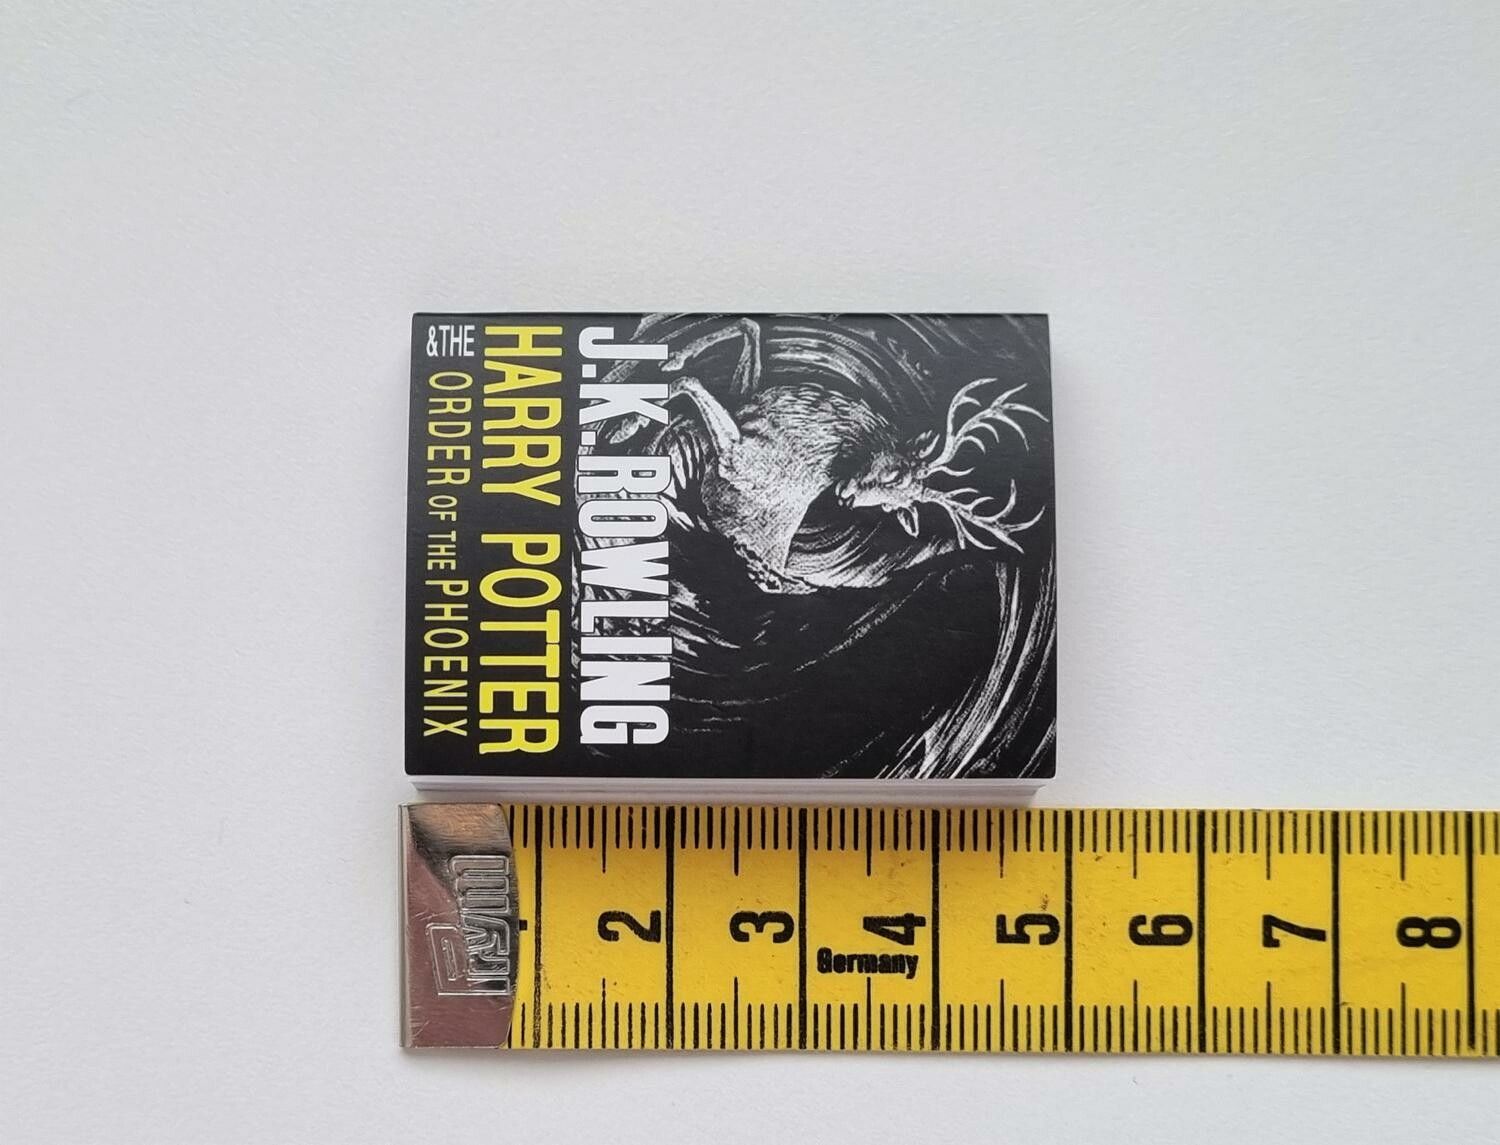 J.K.ROWLING
HARRY POTTER
&THE ORDER OF THE PHOENIX
2 3 4 5 6 7 8
Germany